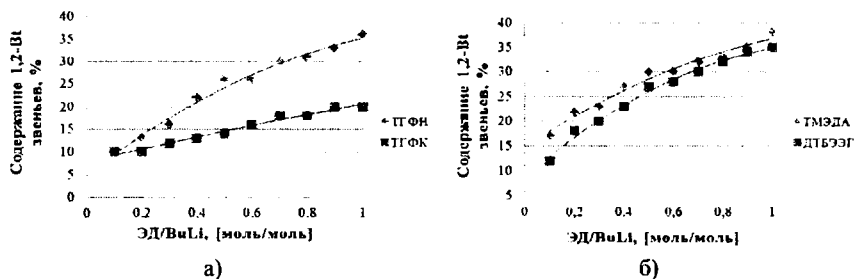 Содержание 1,2-Bt
звеньев, %
40
35
30
25
20
15
10
5
0
0 0,2 0,4 0,6 0,8 1
ЭД/BuLi, [моль/моль]
ТГФН
ТГФК
а)
Содержание 1,2-Bt
звеньев, %
40
35
30
25
20
15
10
5
0 0,2 0,4 0,6 0,8 1
ЭД/BuLi, [моль/моль]
ТМЭДА
ДТБЭЭГ
б)